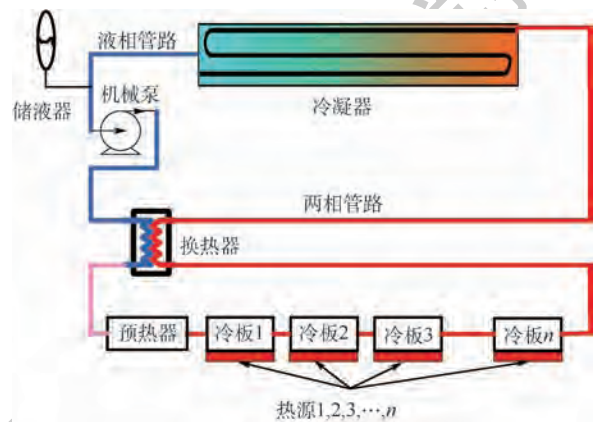 液相管路
机械泵
储液器
冷凝器
两相管路
换热器
预热器
冷板1
冷板2
冷板3
冷板n
热源1,2,3,…,n